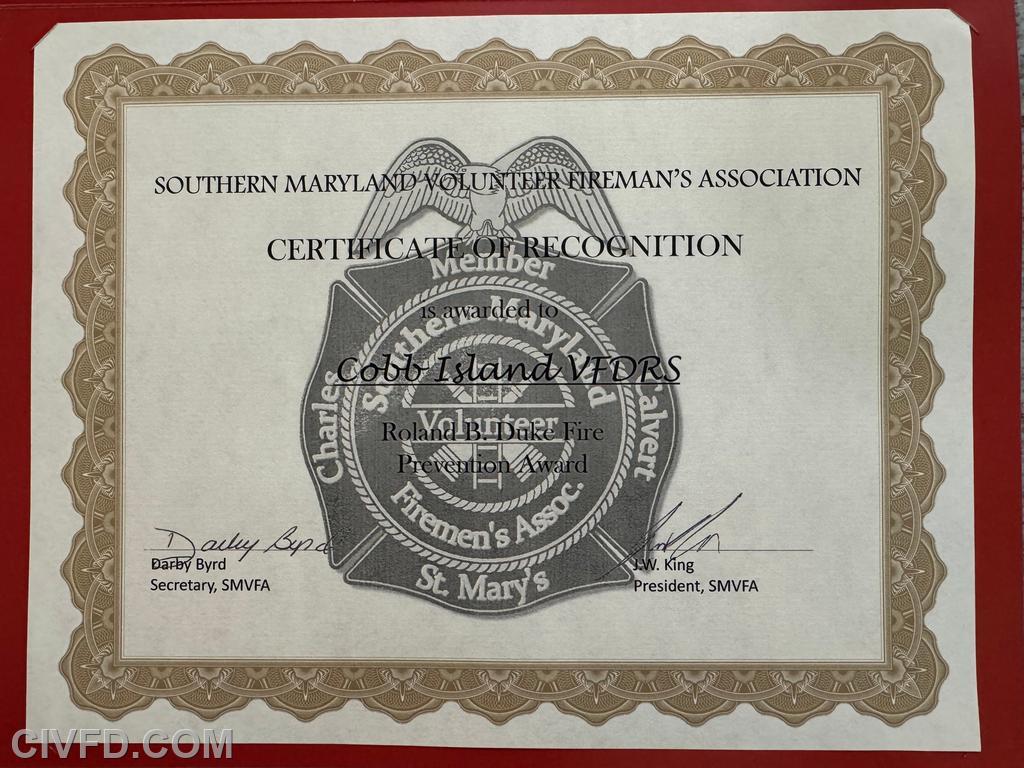 SOUTHERN MARYLAND VOLUNTEER FIREMAN'S ASSOCIATION
CERTIFICATE OF RECOGNITION
Member
is awarded to
Southern Maryland
Cobb Island VFDRS
Charles
Calvert
Volunteer
Roland B. Duke Fire
Prevention Award
Firemen's Assoc.
St. Mary's
Darby Byrd
Darby Byrd
Secretary, SMVFA
J.W. King
President, SMVFA
CIVFD.COM